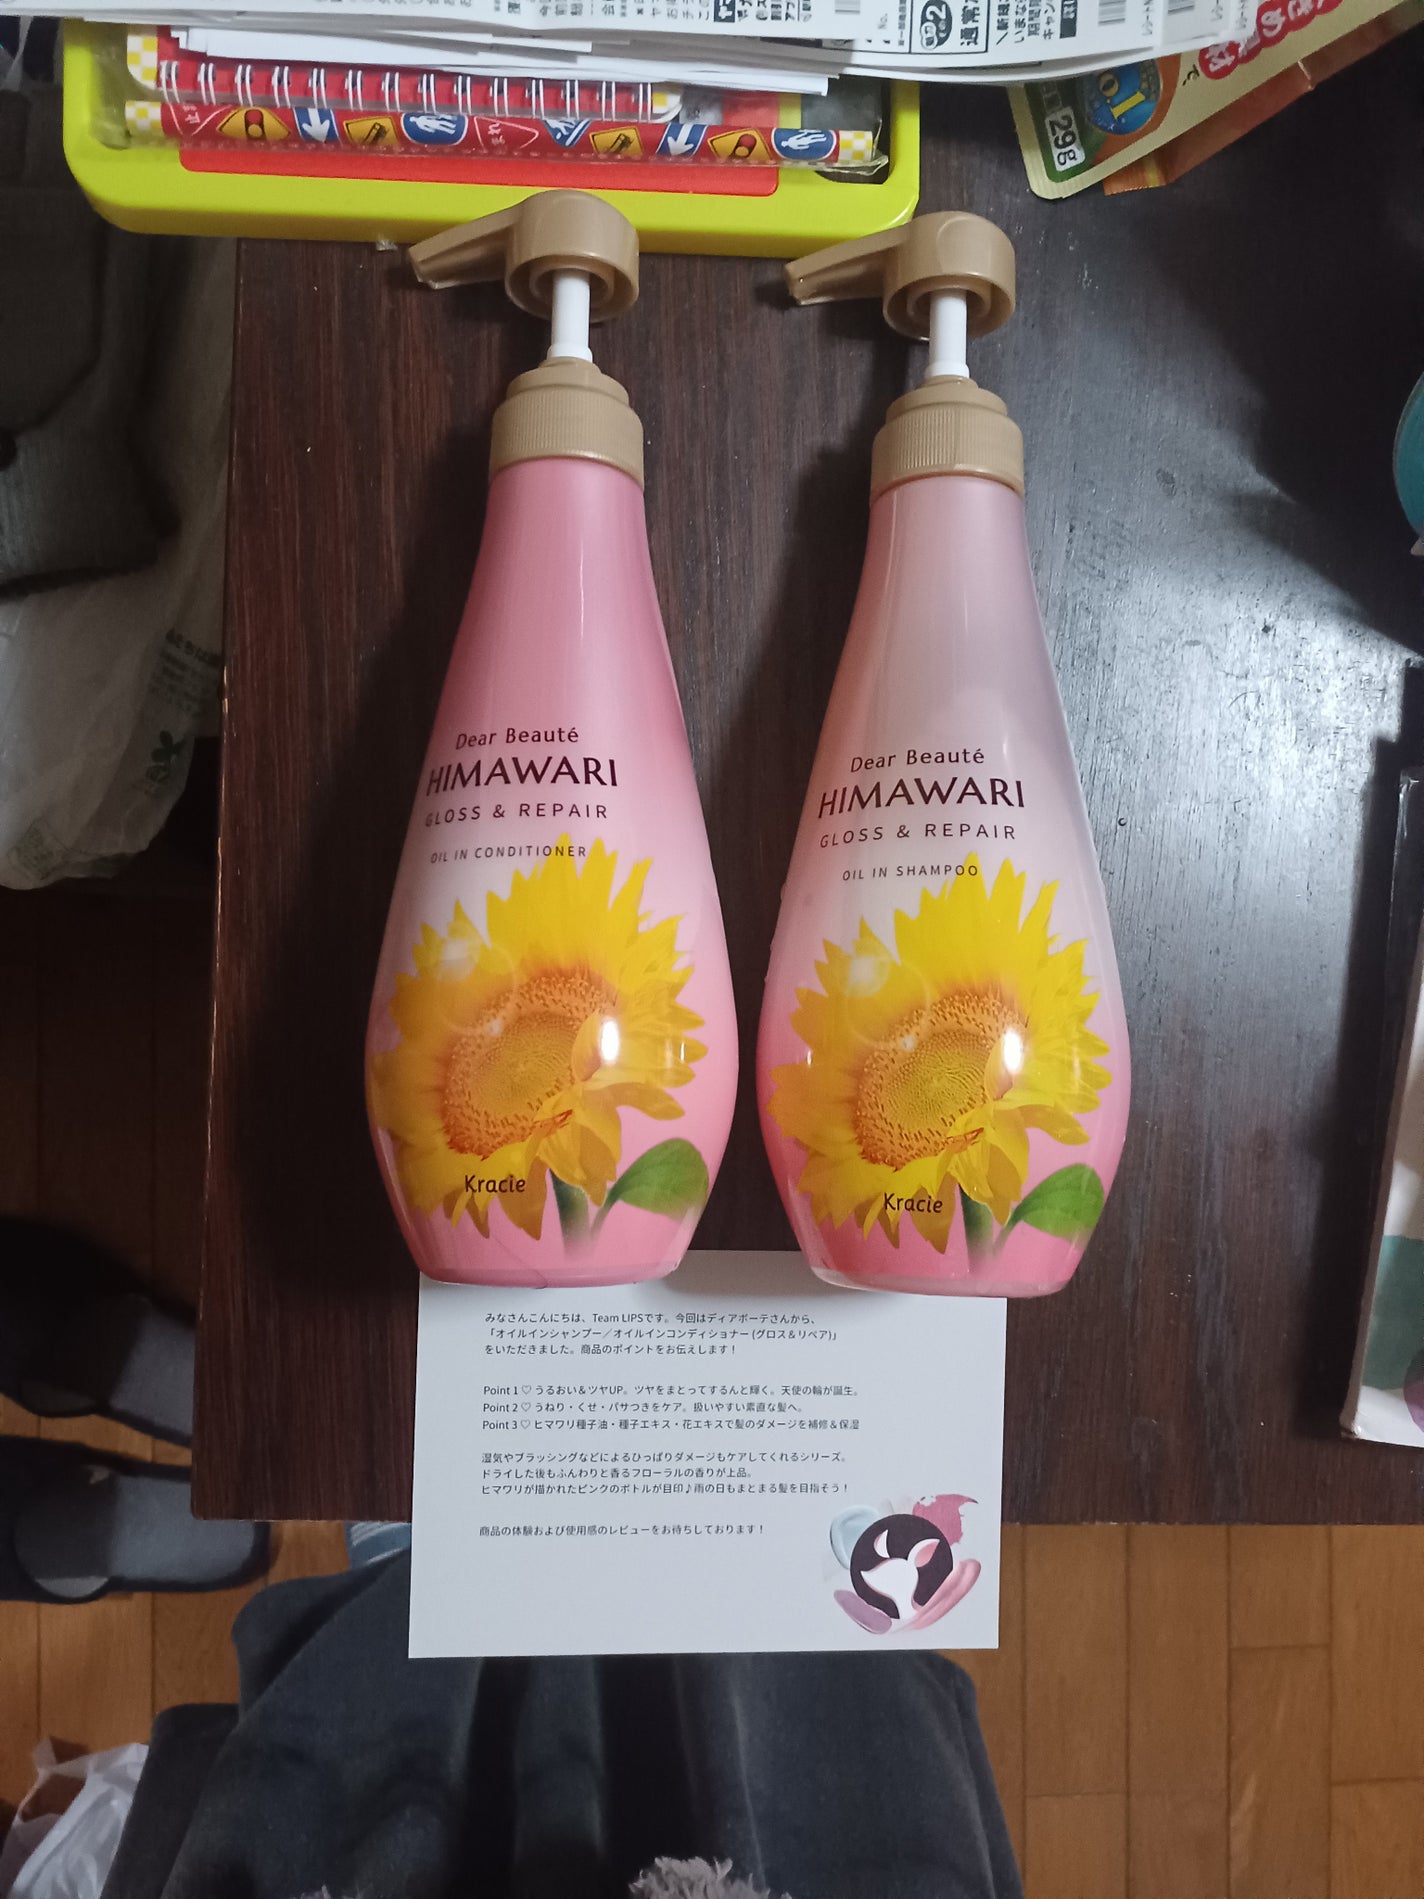 通常
29g
Dear Beauté
HIMAWARI
GLOSS & REPAIR
OIL IN CONDITIONER
Kracie
Dear Beauté
HIMAWARI
GLOSS & REPAIR
OIL IN SHAMPOO
Kracie
みなさんこんにちは、Team LIPSです。今回はディアボーテさんから、
「オイルインシャンプー／オイルインコンディショナー (グロス＆リペア)」
をいただきました。商品のポイントをお伝えします！
Point 1 ♡ うるおい＆ツヤUP。ツヤをまとってするんと輝く。天使の輪が誕生。
Point 2 ♡ うねり・くせ・パサつきをケア。扱いやすい素直な髪へ。
Point 3 ♡ ヒマワリ種子油・種子エキス・花エキスで髪のダメージを補修＆保湿
湿気やブラッシングなどによるひっぱりダメージもケアしてくれるシリーズ。
ドライした後もふんわりと香るフローラルの香りが上品。
ヒマワリが描かれたピンクのボトルが目印♪雨の日もまとまる髪を目指そう！
商品の体験および使用感のレビューをお待ちしております！